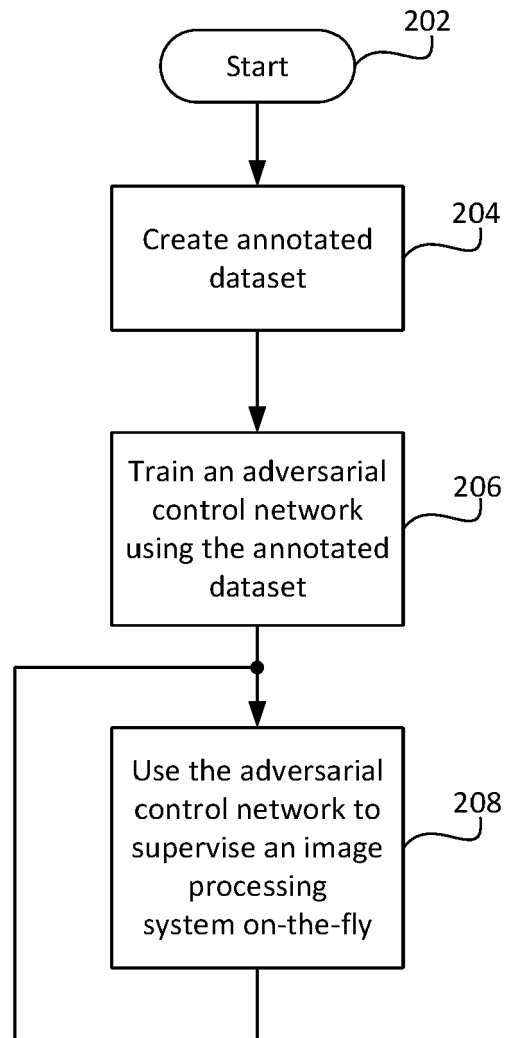 202
Start
204
Create annotated
dataset
206
Train an adversarial
control network
using the annotated
dataset
208
Use the adversarial
control network to
supervise an image
processing
system on-the-fly